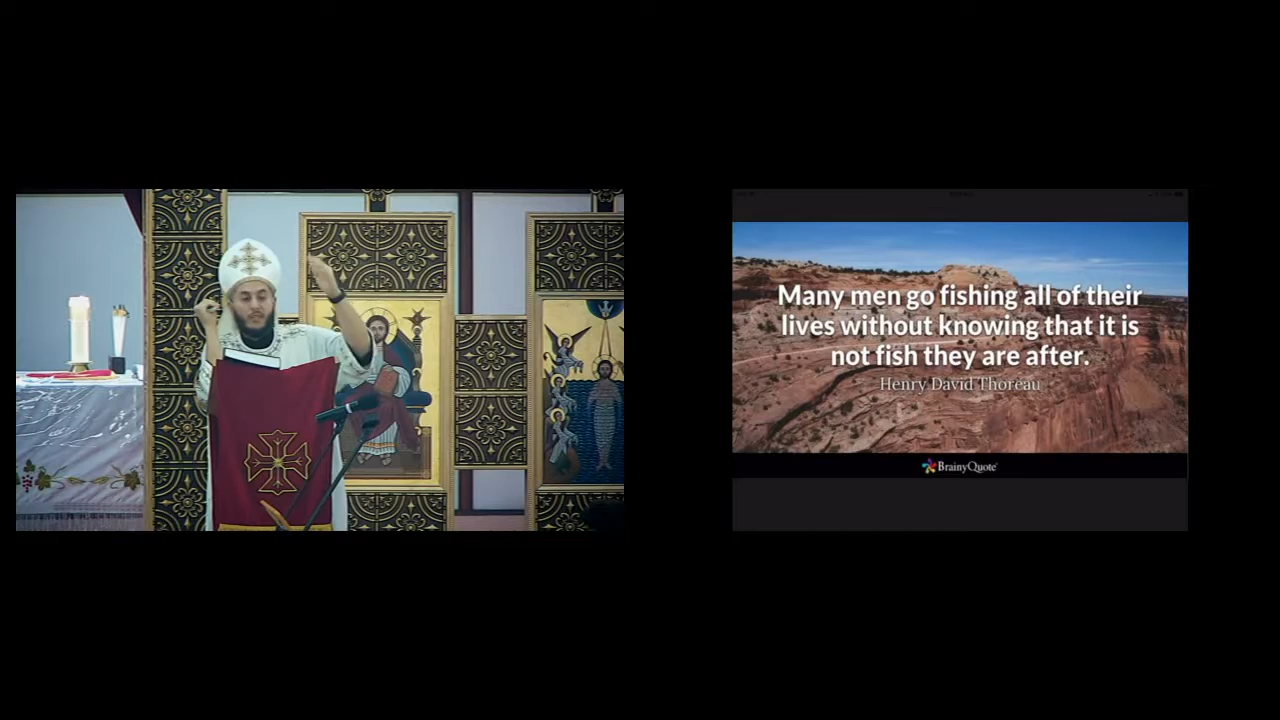 Many men go fishing all of their
lives without knowing that it is
not fish they are after.
Henry David Thoreau
BrainyQuote